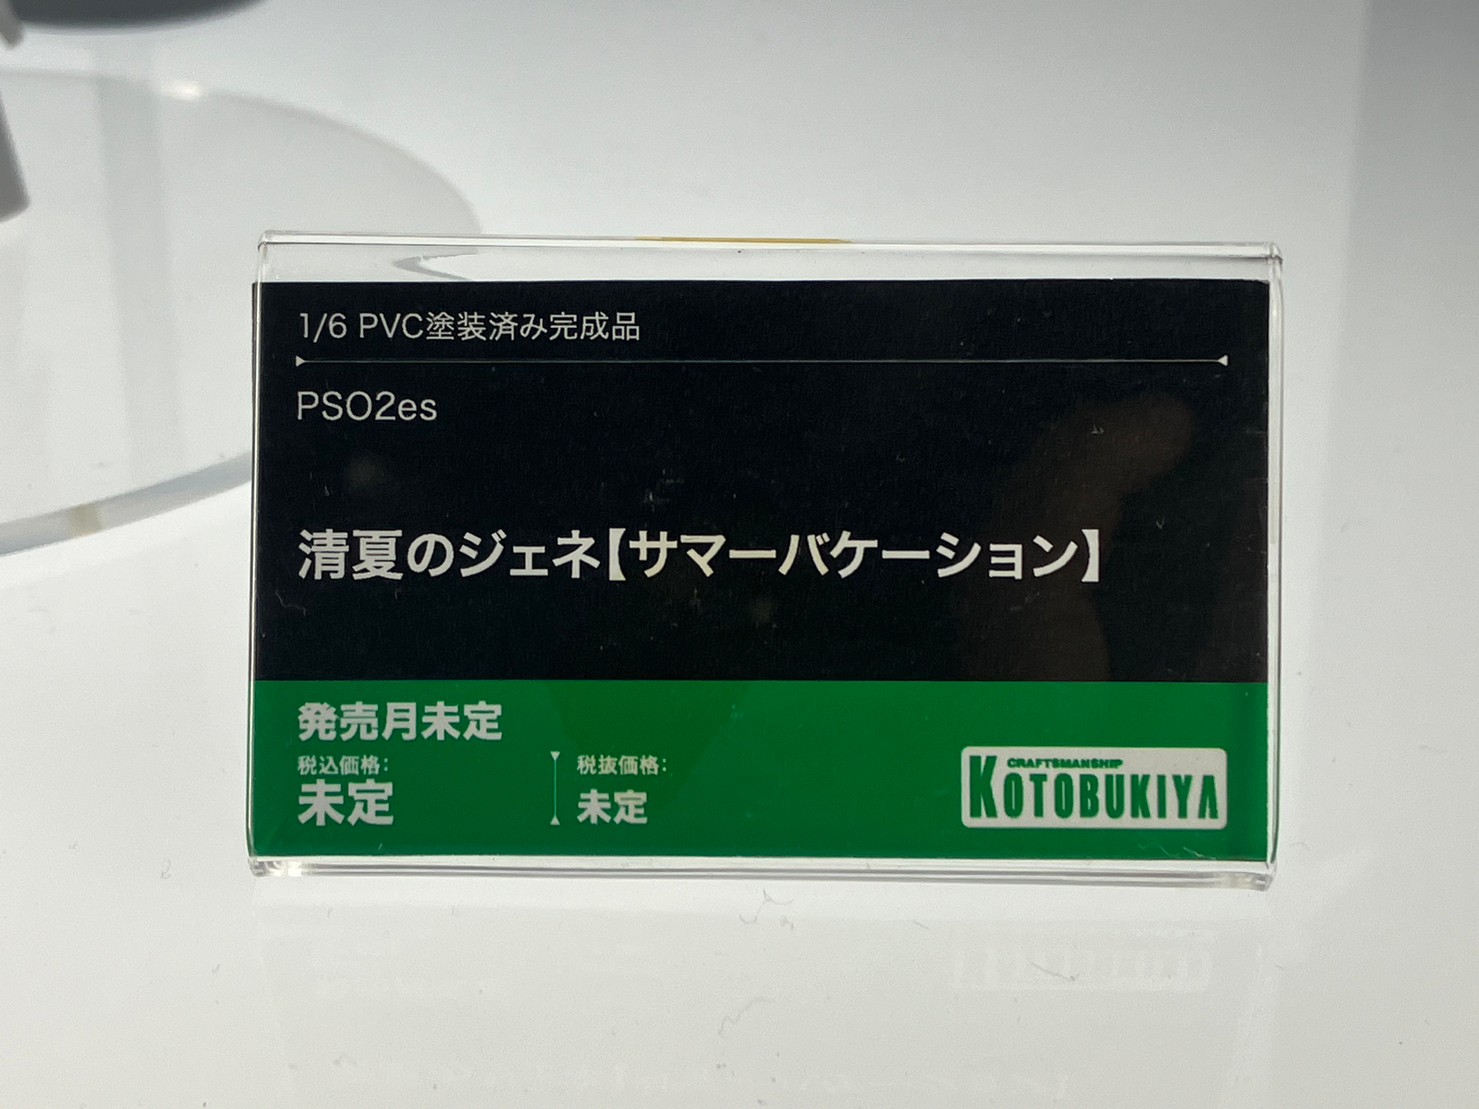 1/6 PVC塗装済み完成品
PSO2es
清夏のジェネ【サマーバケーション】
発売月未定
税込価格:
未定
税抜価格:
未定
CRAFTSMANSHIP
KOTOBUKIYA